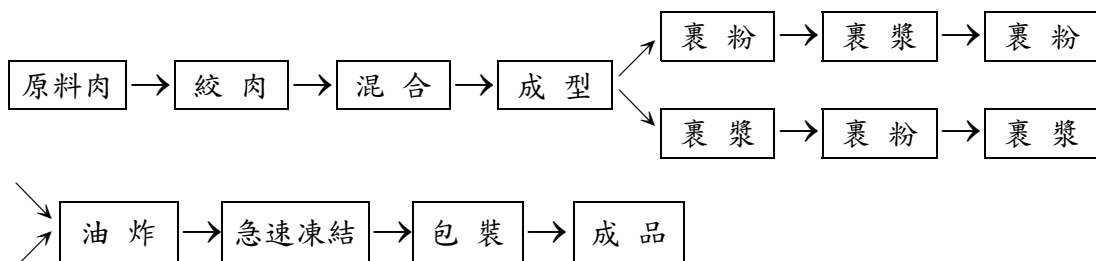 裹粉 裹漿 裹粉
原料肉 絞肉 混合 成型
裹漿 裹粉 裹漿
油炸 急速凍結 包裝 成品